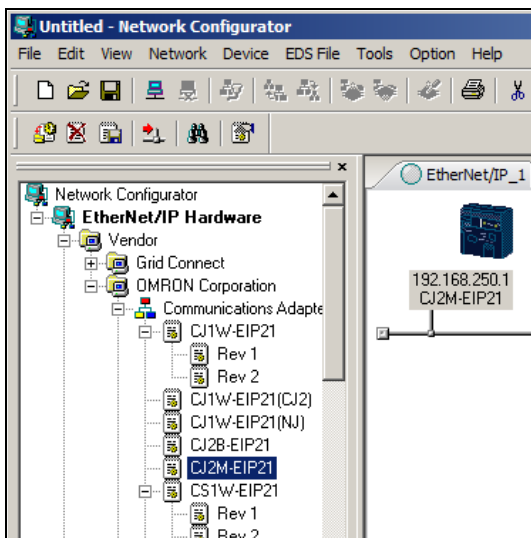 Untitled - Network Configurator
File Edit View Network Device EDS File Tools Option Help
EtherNet/IP_1
Network Configurator
EtherNet/IP Hardware
Vendor
Grid Connect
OMRON Corporation
Communications Adapte
CJ1W-EIP21
Rev 1
Rev 2
CJ1W-EIP21(CJ2)
CJ1W-EIP21(NJ)
CJ2B-EIP21
CJ2M-EIP21
CS1W-EIP21
Rev 1
Rev 2
192.168.250.1
CJ2M-EIP21